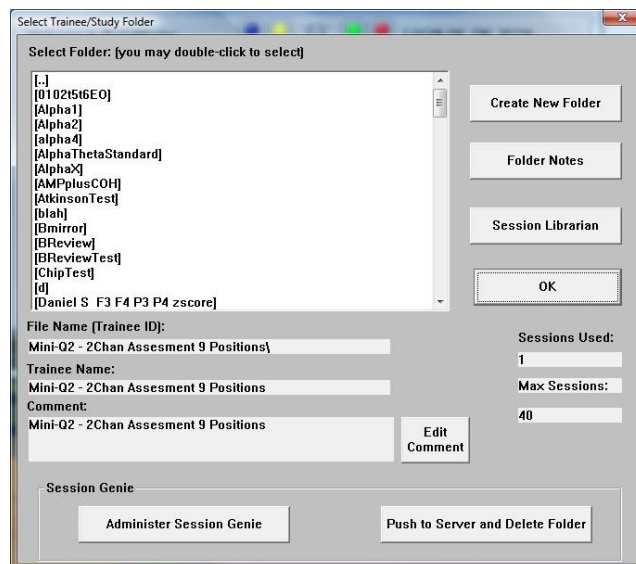 Select Trainee/Study Folder
Select Folder: (you may double-click to select)
[..]
[0102t5t6EO]
[Alpha1]
[Alpha2]
[alpha4]
[AlphaThetaStandard]
[AlphaX]
[AMPplusCOH]
[AtkinsonTest]
[blah]
[Bmirror]
[BReview]
[BReviewTest]
[ChipTest]
[d]
[Daniel S F3 F4 P3 P4 zscore]
Create New Folder
Folder Notes
Session Librarian
OK
File Name (Trainee ID):
Mini-Q2 - 2Chan Assesment 9 Positions\
Trainee Name:
Mini-Q2 - 2Chan Assesment 9 Positions
Comment:
Mini-Q2 - 2Chan Assesment 9 Positions
Edit
Comment
Sessions Used:
1
Max Sessions:
40
Session Genie
Administer Session Genie
Push to Server and Delete Folder